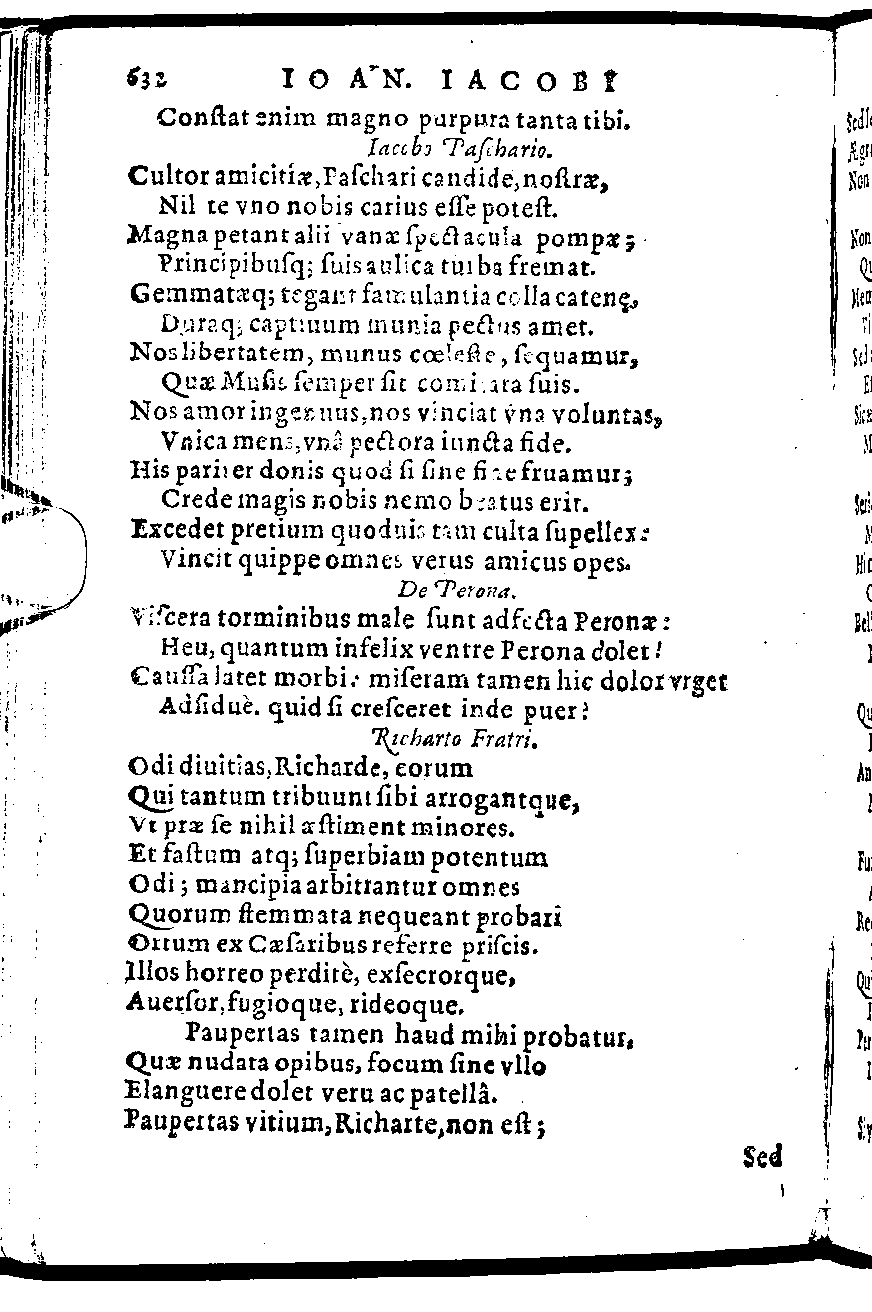 632 IOAN. IACOBI
Conſtat enim magno purpura tanta tibi.
Iacobo Paſchario.
Cultor amicitiæ, Paſchari candide, noſtræ,
Nil te vno nobis carius eſſe poteſt.
Magna petant alii vanæ ſpectacula pompæ;
Principibuſq; ſuis aulica turba fremat.
Gemmatæq; tegant famulantia colla catenę,
Duraq; captiuum munia pectus amet.
Nos libertatem, munus cœleſte, ſequamur,
Quæ Muſis ſemper ſit comitata ſuis.
Nos amor ingenuus, nos vinciat vna voluntas,
Vnica mens, vnâ pectora iuncta fide.
His pariter donis quod ſi ſine fine fruamur;
Crede magis nobis nemo beatus erit.
Excedet pretium quoduis tam culta ſupellex:
Vincit quippe omnes verus amicus opes.
De Perona.
Viſcera torminibus male ſunt adfecta Peronæ:
Heu, quantum infelix ventre Perona dolet!
Cauſſa latet morbi: miſeram tamen hic dolor vrget
Adſiduè. quid ſi creſceret inde puer?
Richarto Fratri.
Odi diuitias, Richarde, eorum
Qui tantum tribuunt ſibi arrogantque,
Vt præ ſe nihil æſtiment minores.
Et faſtum atq; ſuperbiam potentum
Odi; mancipia arbitrantur omnes
Quorum ſtemmata nequeant probari
Ortum ex Cæſaribus referre priſcis.
Illos horreo perditè, exſecrorque,
Auerſor, fugioque, rideoque.
Paupertas tamen haud mihi probatur,
Quæ nudata opibus, focum ſine vllo
Elanguere dolet veru ac patellâ.
Paupertas vitium, Richarte, non eſt;
Sed